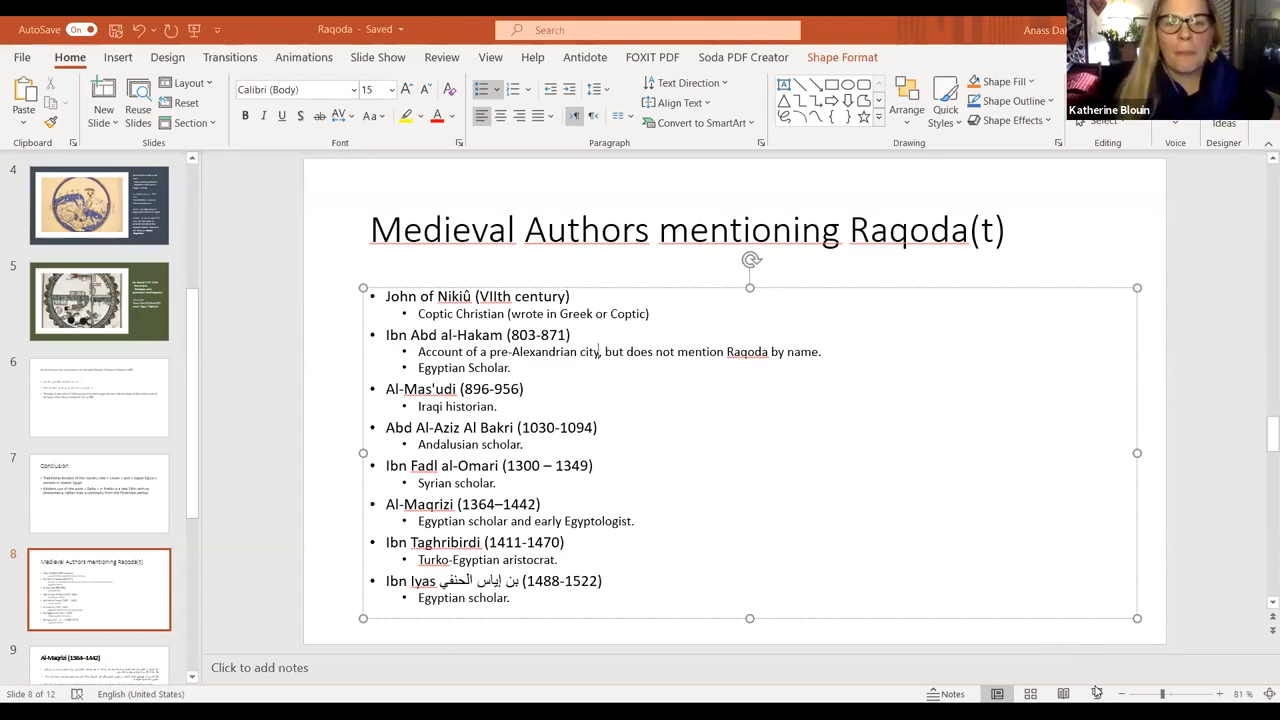 AutoSave On
Raqoda - Saved
Search
Anass Dal
File Home Insert Design Transitions Animations Slide Show Review View Help Antidote FOXIT PDF Soda PDF Creator Shape Format
Katherine Blouin
Paste
New Slide
Reuse Slides
Layout
Reset
Section
Calibri (Body) 15
Text Direction
Align Text
Convert to SmartArt
Arrange
Quick Styles
Shape Fill
Shape Outline
Shape Effects
Select
Ideas
Clipboard Slides Font Paragraph Drawing Editing Voice Designer
4
5
6
7
Conclusion
8
Medieval Authors mentioning Raqoda(t)
9
Al-Maqrizi (1364–1442)
Medieval Authors mentioning Raqoda(t)
• John of Nikiû (VIIth century)
• Coptic Christian (wrote in Greek or Coptic)
• Ibn Abd al-Hakam (803-871)
• Account of a pre-Alexandrian city, but does not mention Raqoda by name.
• Egyptian Scholar.
• Al-Mas'udi (896-956)
• Iraqi historian.
• Abd Al-Aziz Al Bakri (1030-1094)
• Andalusian scholar.
• Ibn Fadl al-Omari (1300 – 1349)
• Syrian scholar.
• Al-Maqrizi (1364–1442)
• Egyptian scholar and early Egyptologist.
• Ibn Taghribirdi (1411-1470)
• Turko-Egyptian aristocrat.
• Ibn Iyas بن إياس الحنفي (1488-1522)
• Egyptian scholar.
Click to add notes
Slide 8 of 12 English (United States) Notes 81 %